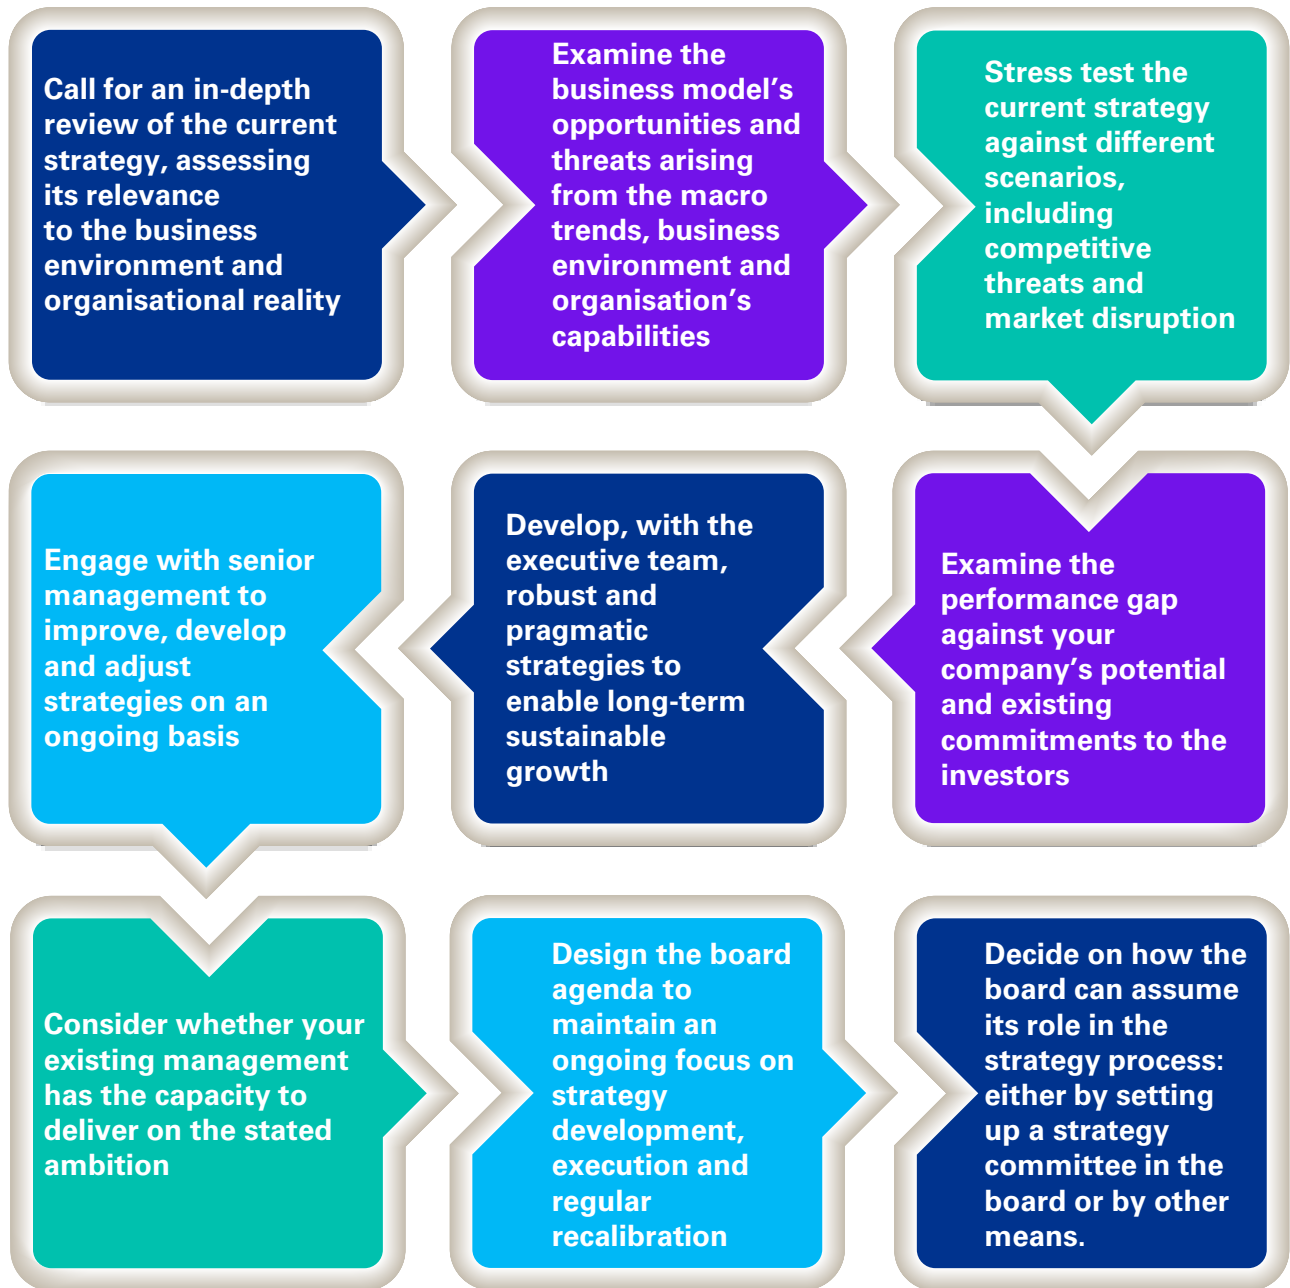 Call for an in-depth
review of the current
strategy, assessing
its relevance
to the business
environment and
organisational reality
Examine the
business model's
opportunities and
threats arising
from the macro
trends, business
environment and
organisation's
capabilities
Stress test the
current strategy
against different
scenarios,
including
competitive
threats and
market disruption
Examine the
performance gap
against your
company's potential
and existing
commitments to the
investors
Develop, with the
executive team,
robust and
pragmatic
strategies to
enable long-term
sustainable
growth
Engage with senior
management to
improve, develop
and adjust
strategies on an
ongoing basis
Consider whether your
existing management
has the capacity to
deliver on the stated
ambition
Design the board
agenda to
maintain an
ongoing focus on
strategy
development,
execution and
regular
recalibration
Decide on how the
board can assume
its role in the
strategy process:
either by setting
up a strategy
committee in the
board or by other
means.